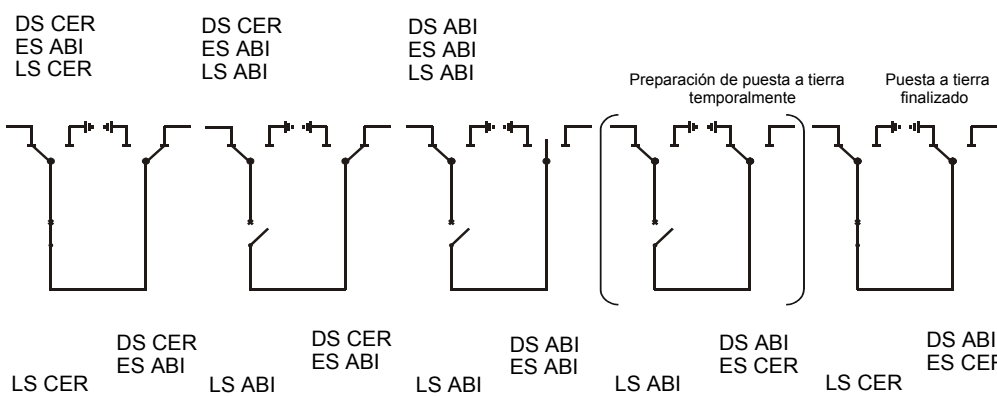 DS CER
ES ABI
LS CER
DS CER
ES ABI
LS ABI
DS ABI
ES ABI
LS ABI
Preparación de puesta a tierra
temporalmente
Puesta a tierra
finalizado
DS CER
ES ABI
LS CER
DS CER
ES ABI
LS ABI
DS ABI
ES ABI
LS ABI
DS ABI
ES CER
LS ABI
DS ABI
ES CER
LS CER